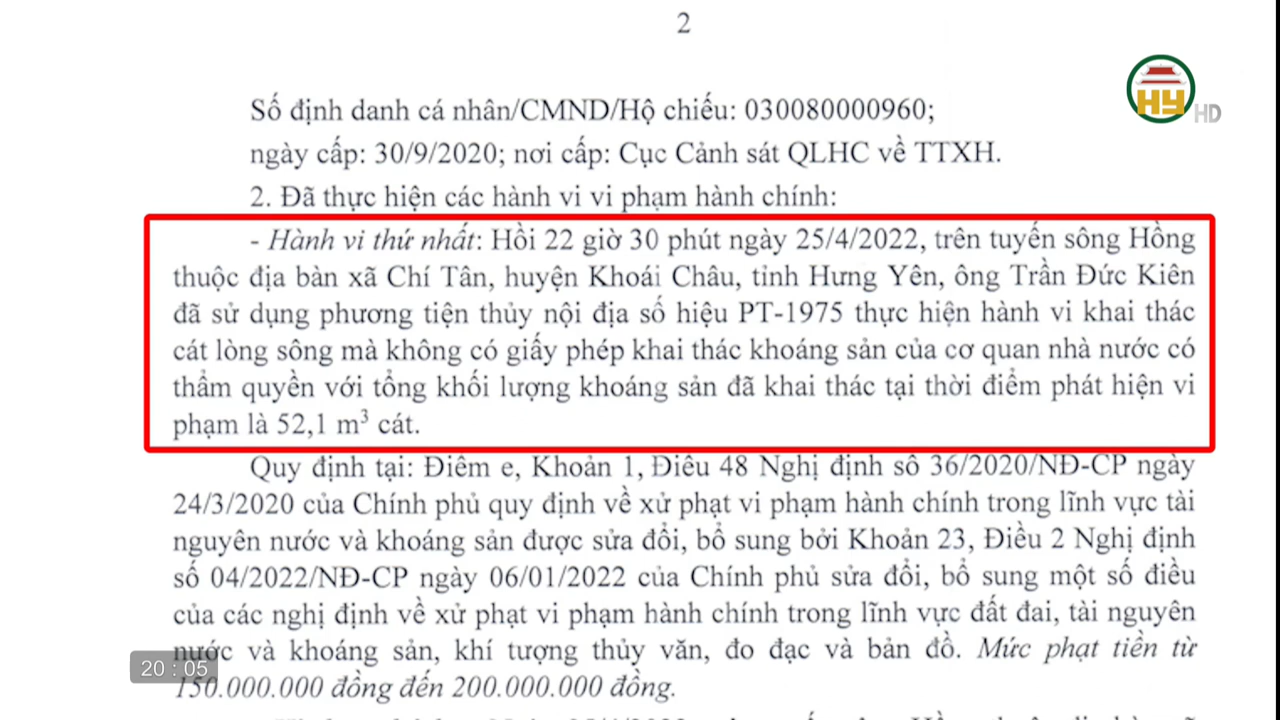 2
HY HD
Số định danh cá nhân/CMND/Hộ chiếu: 030080000960;
ngày cấp: 30/9/2020; nơi cấp: Cục Cảnh sát QLHC về TTXH.
2. Đã thực hiện các hành vi vi phạm hành chính:
- Hành vi thứ nhất: Hồi 22 giờ 30 phút ngày 25/4/2022, trên tuyến sông Hồng
thuộc địa bàn xã Chí Tân, huyện Khoái Châu, tỉnh Hưng Yên, ông Trần Đức Kiên
đã sử dụng phương tiện thủy nội địa số hiệu PT-1975 thực hiện hành vi khai thác
cát lòng sông mà không có giấy phép khai thác khoáng sản của cơ quan nhà nước có
thẩm quyền với tổng khối lượng khoáng sản đã khai thác tại thời điểm phát hiện vi
phạm là 52,1 m³ cát.
Quy định tại: Điểm e, Khoản 1, Điều 48 Nghị định số 36/2020/NĐ-CP ngày
24/3/2020 của Chính phủ quy định về xử phạt vi phạm hành chính trong lĩnh vực tài
nguyên nước và khoáng sản được sửa đổi, bổ sung bởi Khoản 23, Điều 2 Nghị định
số 04/2022/NĐ-CP ngày 06/01/2022 của Chính phủ sửa đổi, bổ sung một số điều
của các nghị định về xử phạt vi phạm hành chính trong lĩnh vực đất đai, tài nguyên
nước và khoáng sản, khí tượng thủy văn, đo đạc và bản đồ. Mức phạt tiền từ
20 : 05
150.000.000 đồng đến 200.000.000 đồng.